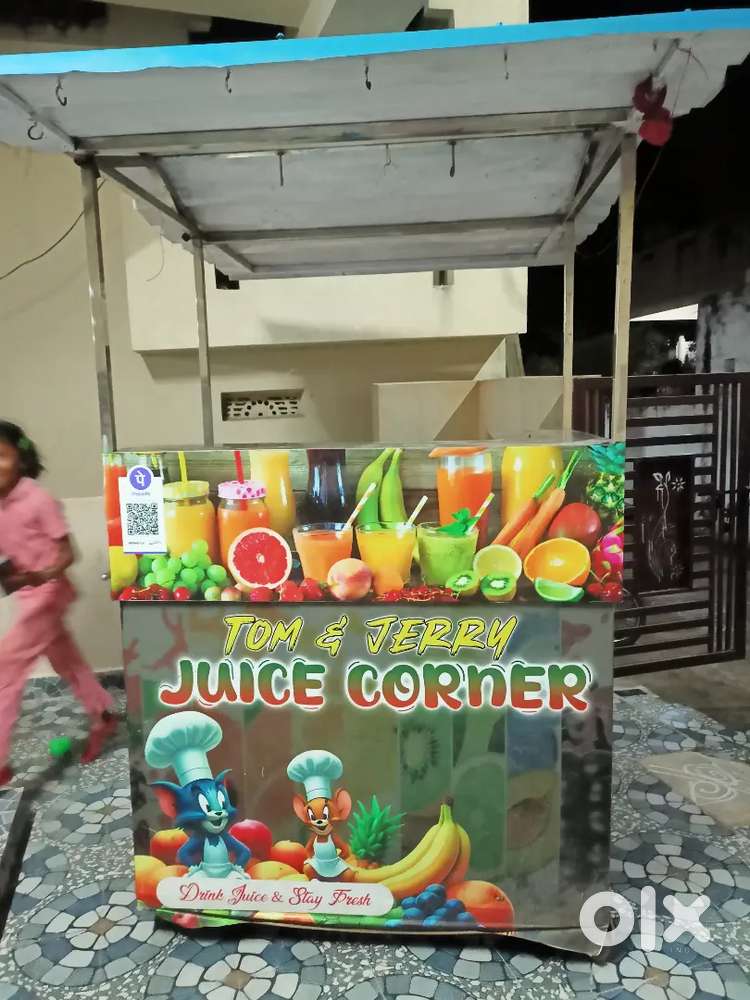 पे
TOM & JERRY
JUICE CORNER
Drink Juice & Stay Fresh
olx